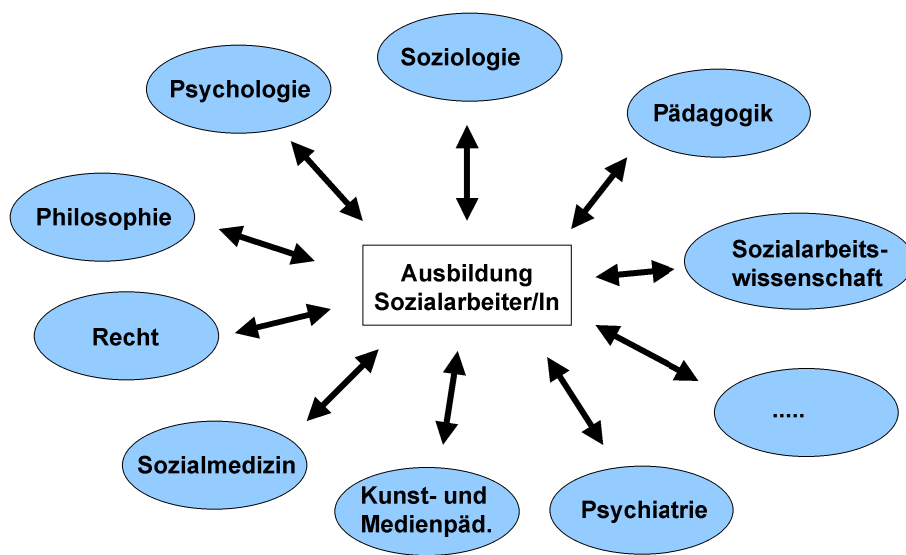 Soziologie
Psychologie
Pädagogik
Philosophie
Sozialarbeits-
wissenschaft
Ausbildung
Sozialarbeiter/In
Recht
.....
Sozialmedizin
Kunst- und
Medienpäd.
Psychiatrie